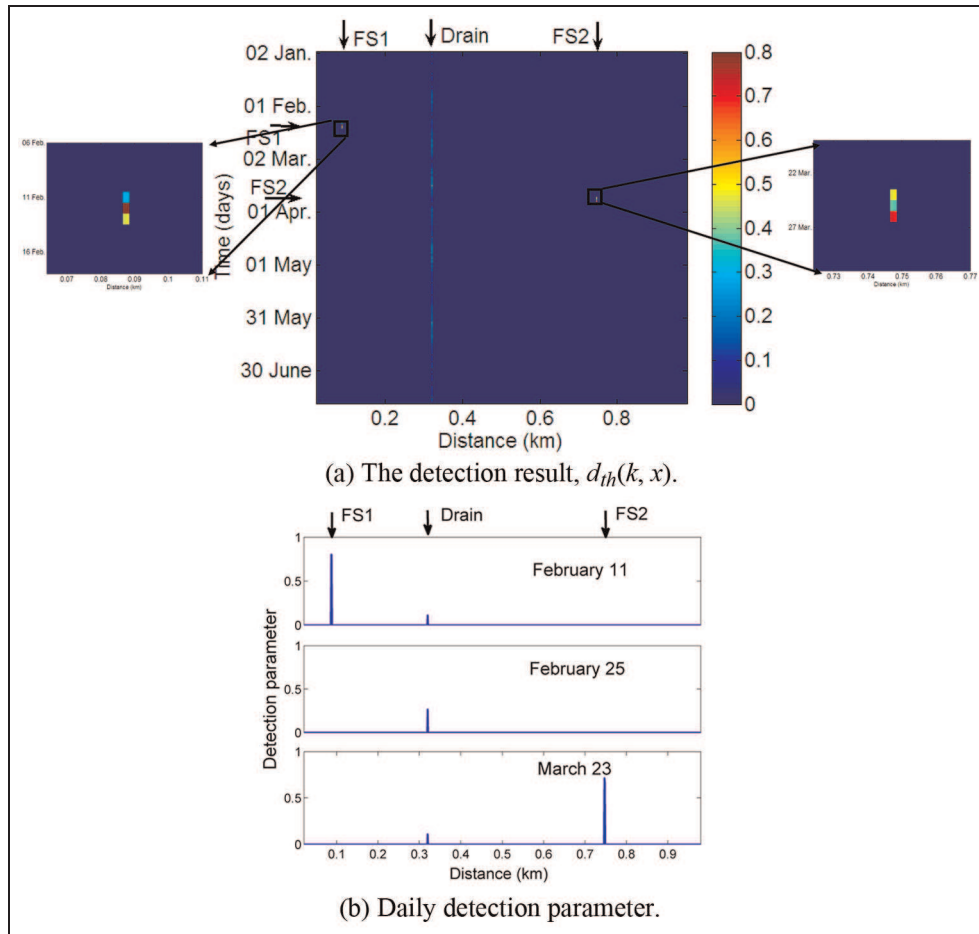 FS1 Drain FS2
02 Jan.
01 Feb.
FS1
02 Mar.
FS2
01 Apr.
01 May
31 May
30 June
Time (days)
0.2 0.4 0.6 0.8
Distance (km)
0.8
0.7
0.6
0.5
0.4
0.3
0.2
0.1
0
06 Feb.
11 Feb.
16 Feb.
0.07 0.08 0.09 0.1 0.11
Distance (km)
22 Mar.
27 Mar.
0.73 0.74 0.75 0.76 0.77
Distance (km)
(a) The detection result, d_th(k, x).
FS1 Drain FS2
Detection parameter
1
0.5
0
February 11
1
0.5
0
February 25
1
0.5
0
March 23
0.1 0.2 0.3 0.4 0.5 0.6 0.7 0.8 0.9
Distance (km)
(b) Daily detection parameter.